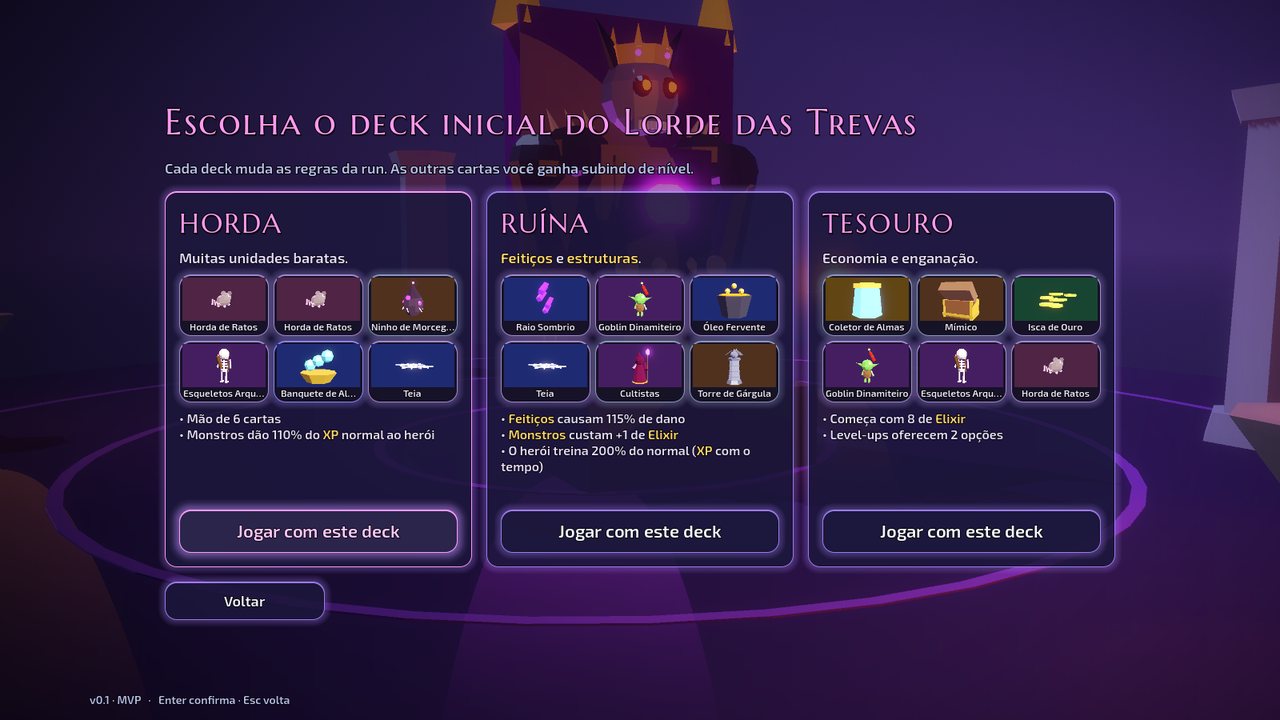 Escolha o deck inicial do Lorde das Trevas
Cada deck muda as regras da run. As outras cartas você ganha subindo de nível.
HORDA
Muitas unidades baratas.
Horda de Ratos
Horda de Ratos
Ninho de Morceg...
Esqueletos Arqu...
Banquete de Al...
Teia
• Mão de 6 cartas
• Monstros dão 110% do XP normal ao herói
Jogar com este deck
RUÍNA
Feitiços e estruturas.
Raio Sombrio
Goblin Dinamiteiro
Óleo Fervente
Teia
Cultistas
Torre de Gárgula
• Feitiços causam 115% de dano
• Monstros custam +1 de Elixir
• O herói treina 200% do normal (XP com o
tempo)
Jogar com este deck
TESOURO
Economia e enganação.
Coletor de Almas
Mímico
Isca de Ouro
Goblin Dinamiteiro
Esqueletos Arqu...
Horda de Ratos
• Começa com 8 de Elixir
• Level-ups oferecem 2 opções
Jogar com este deck
Voltar
v0.1 · MVP · Enter confirma · Esc volta